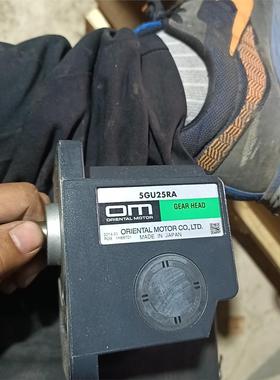 5GU25RA
om
ORIENTAL MOTOR
GEAR HEAD
ORIENTAL MOTOR CO.,LTD.
MADE IN JAPAN